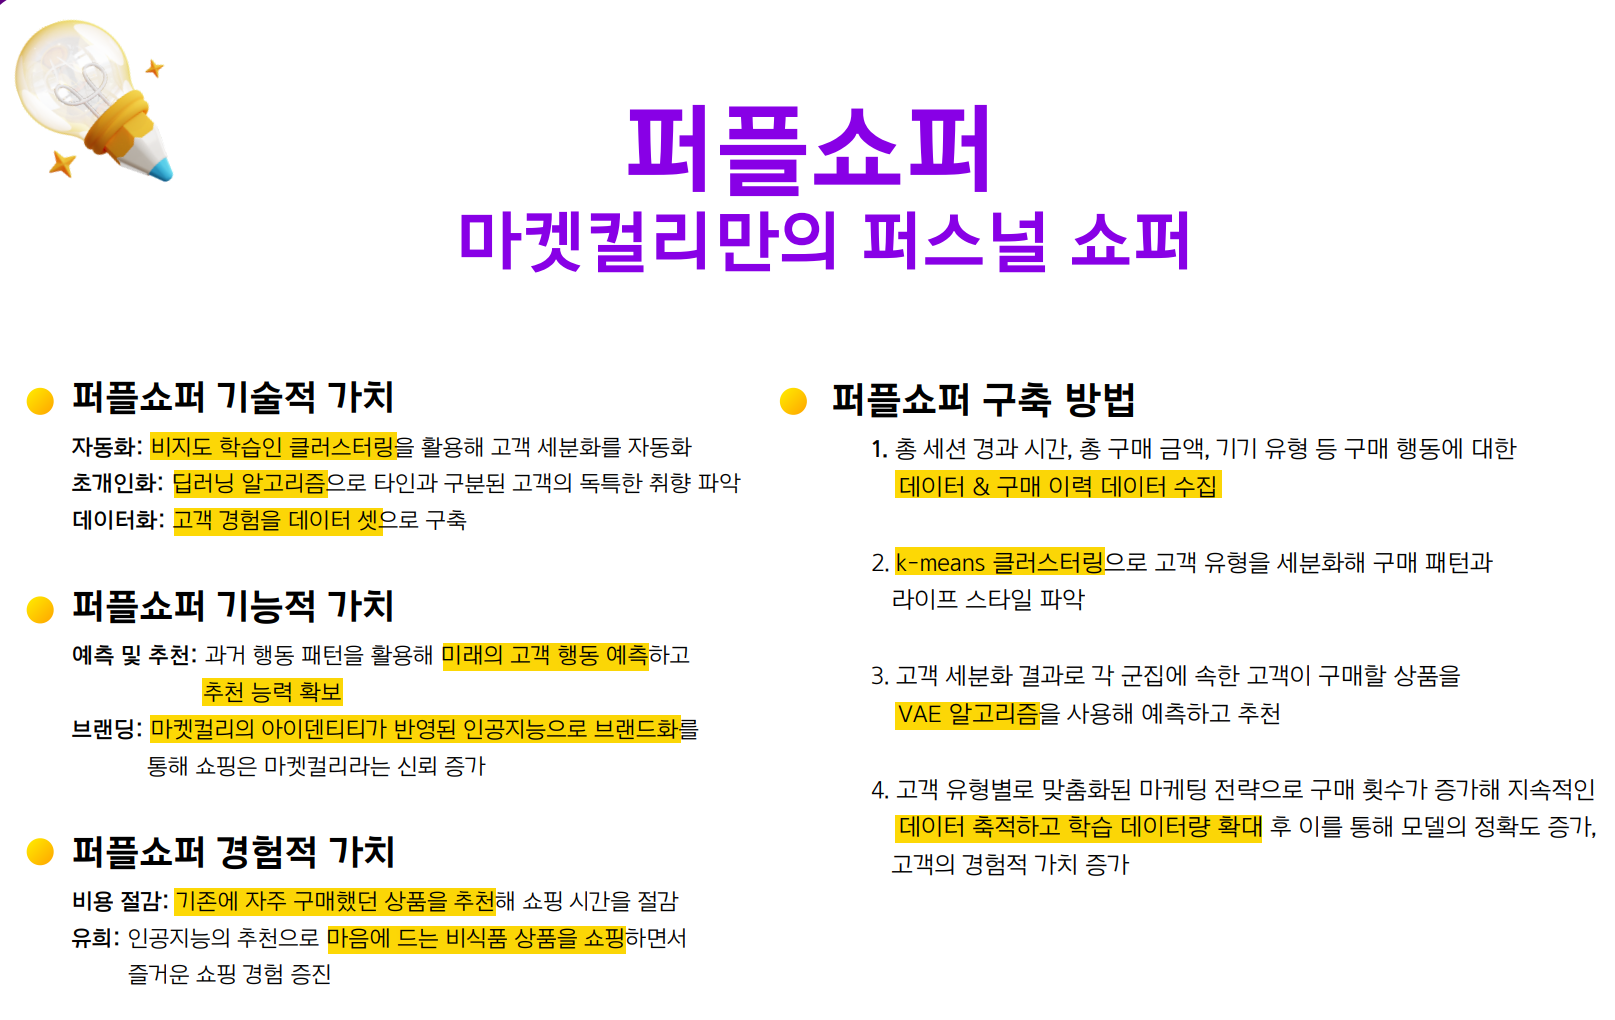 퍼플쇼퍼
마켓컬리만의 퍼스널 쇼퍼
퍼플쇼퍼 기술적 가치
자동화: 비지도 학습인 클러스터링을 활용해 고객 세분화를 자동화
초개인화: 딥러닝 알고리즘으로 타인과 구분된 고객의 독특한 취향 파악
데이터화: 고객 경험을 데이터 셋으로 구축
퍼플쇼퍼 기능적 가치
예측 및 추천: 과거 행동 패턴을 활용해 미래의 고객 행동 예측하고
추천 능력 확보
브랜딩: 마켓컬리의 아이덴티티가 반영된 인공지능으로 브랜드화를
통해 쇼핑은 마켓컬리라는 신뢰 증가
퍼플쇼퍼 경험적 가치
비용 절감: 기존에 자주 구매했던 상품을 추천해 쇼핑 시간을 절감
유희: 인공지능의 추천으로 마음에 드는 비식품 상품을 쇼핑하면서
즐거운 쇼핑 경험 증진
퍼플쇼퍼 구축 방법
1. 총 세션 경과 시간, 총 구매 금액, 기기 유형 등 구매 행동에 대한
데이터 & 구매 이력 데이터 수집
2. k-means 클러스터링으로 고객 유형을 세분화해 구매 패턴과
라이프 스타일 파악
3. 고객 세분화 결과로 각 군집에 속한 고객이 구매할 상품을
VAE 알고리즘을 사용해 예측하고 추천
4. 고객 유형별로 맞춤화된 마케팅 전략으로 구매 횟수가 증가해 지속적인
데이터 축적하고 학습 데이터량 확대 후 이를 통해 모델의 정확도 증가,
고객의 경험적 가치 증가